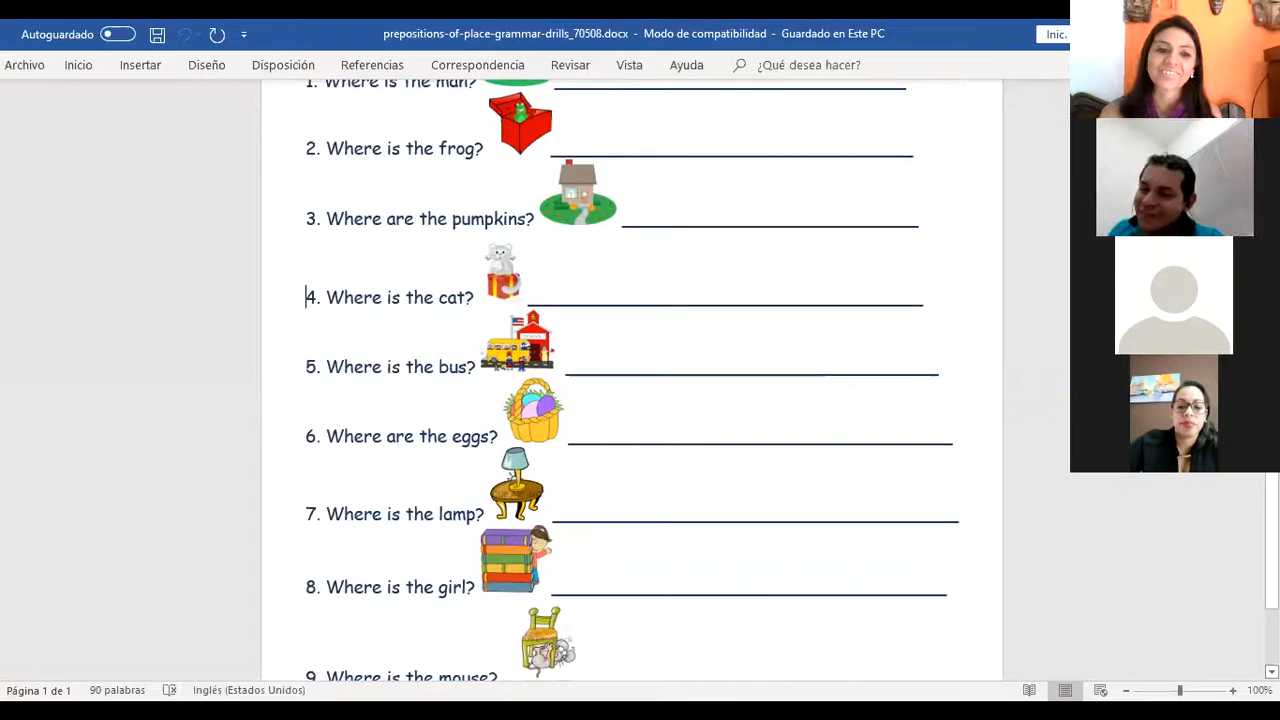 Autoguardado
prepositions-of-place-grammar-drills_70508.docx - Modo de compatibilidad - Guardado en Este PC
Inic.
Archivo Inicio Insertar Diseño Disposición Referencias Correspondencia Revisar Vista Ayuda ¿Qué desea hacer?
1. Where is the man?
2. Where is the frog?
3. Where are the pumpkins?
4. Where is the cat?
5. Where is the bus?
6. Where are the eggs?
7. Where is the lamp?
8. Where is the girl?
9. Where is the mouse?
Página 1 de 1 90 palabras Inglés (Estados Unidos) 100%